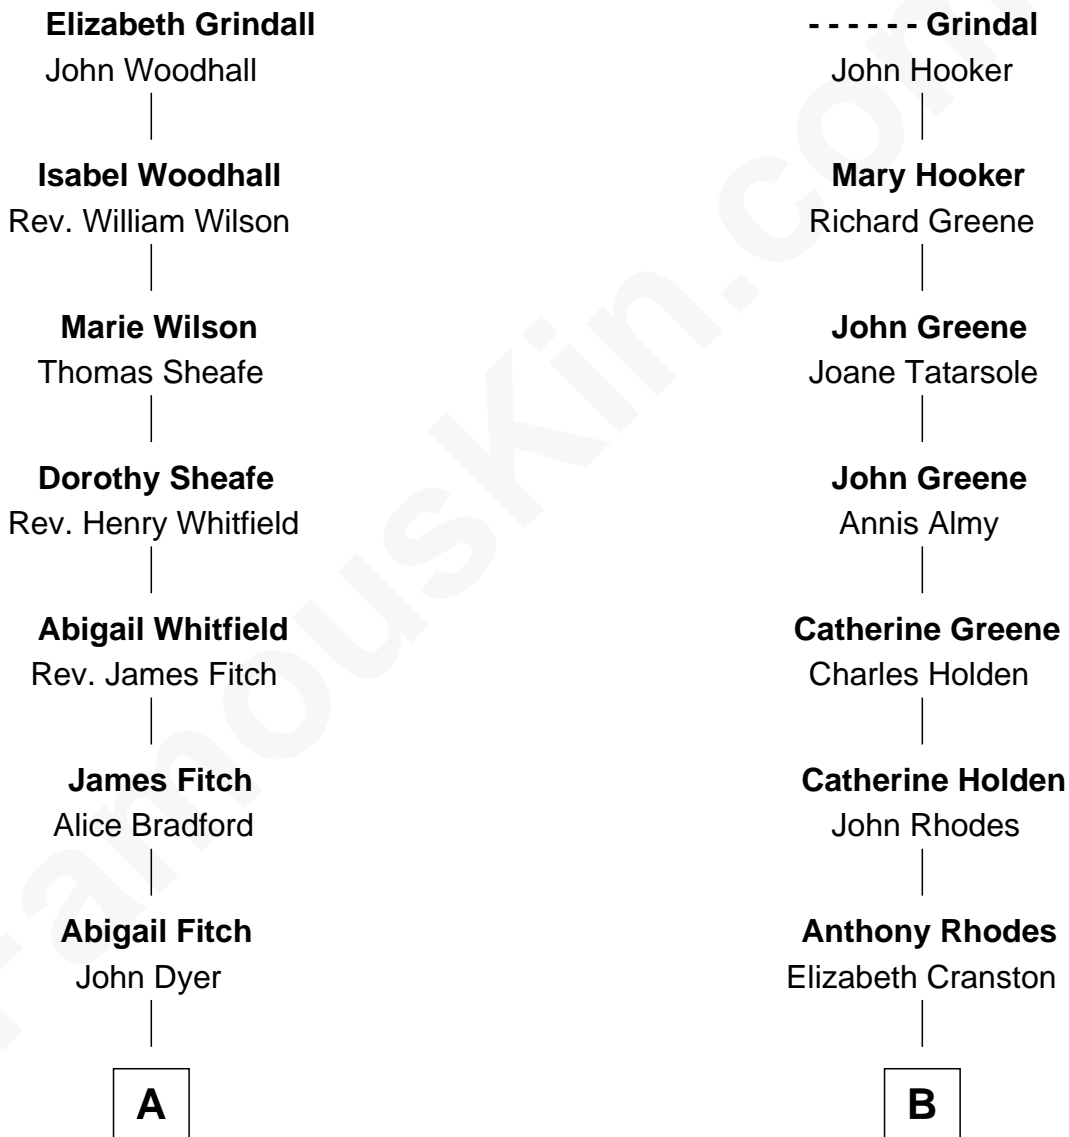 Elizabeth Grindall
John Woodhall
Isabel Woodhall
Rev. William Wilson
Marie Wilson
Thomas Sheafe
Dorothy Sheafe
Rev. Henry Whitfield
Abigail Whitfield
Rev. James Fitch
James Fitch
Alice Bradford
Abigail Fitch
John Dyer
A
- - - - - - Grindal
John Hooker
Mary Hooker
Richard Greene
John Greene
Joane Tatarsole
John Greene
Annis Almy
Catherine Greene
Charles Holden
Catherine Holden
John Rhodes
Anthony Rhodes
Elizabeth Cranston
B
FamousKin.com